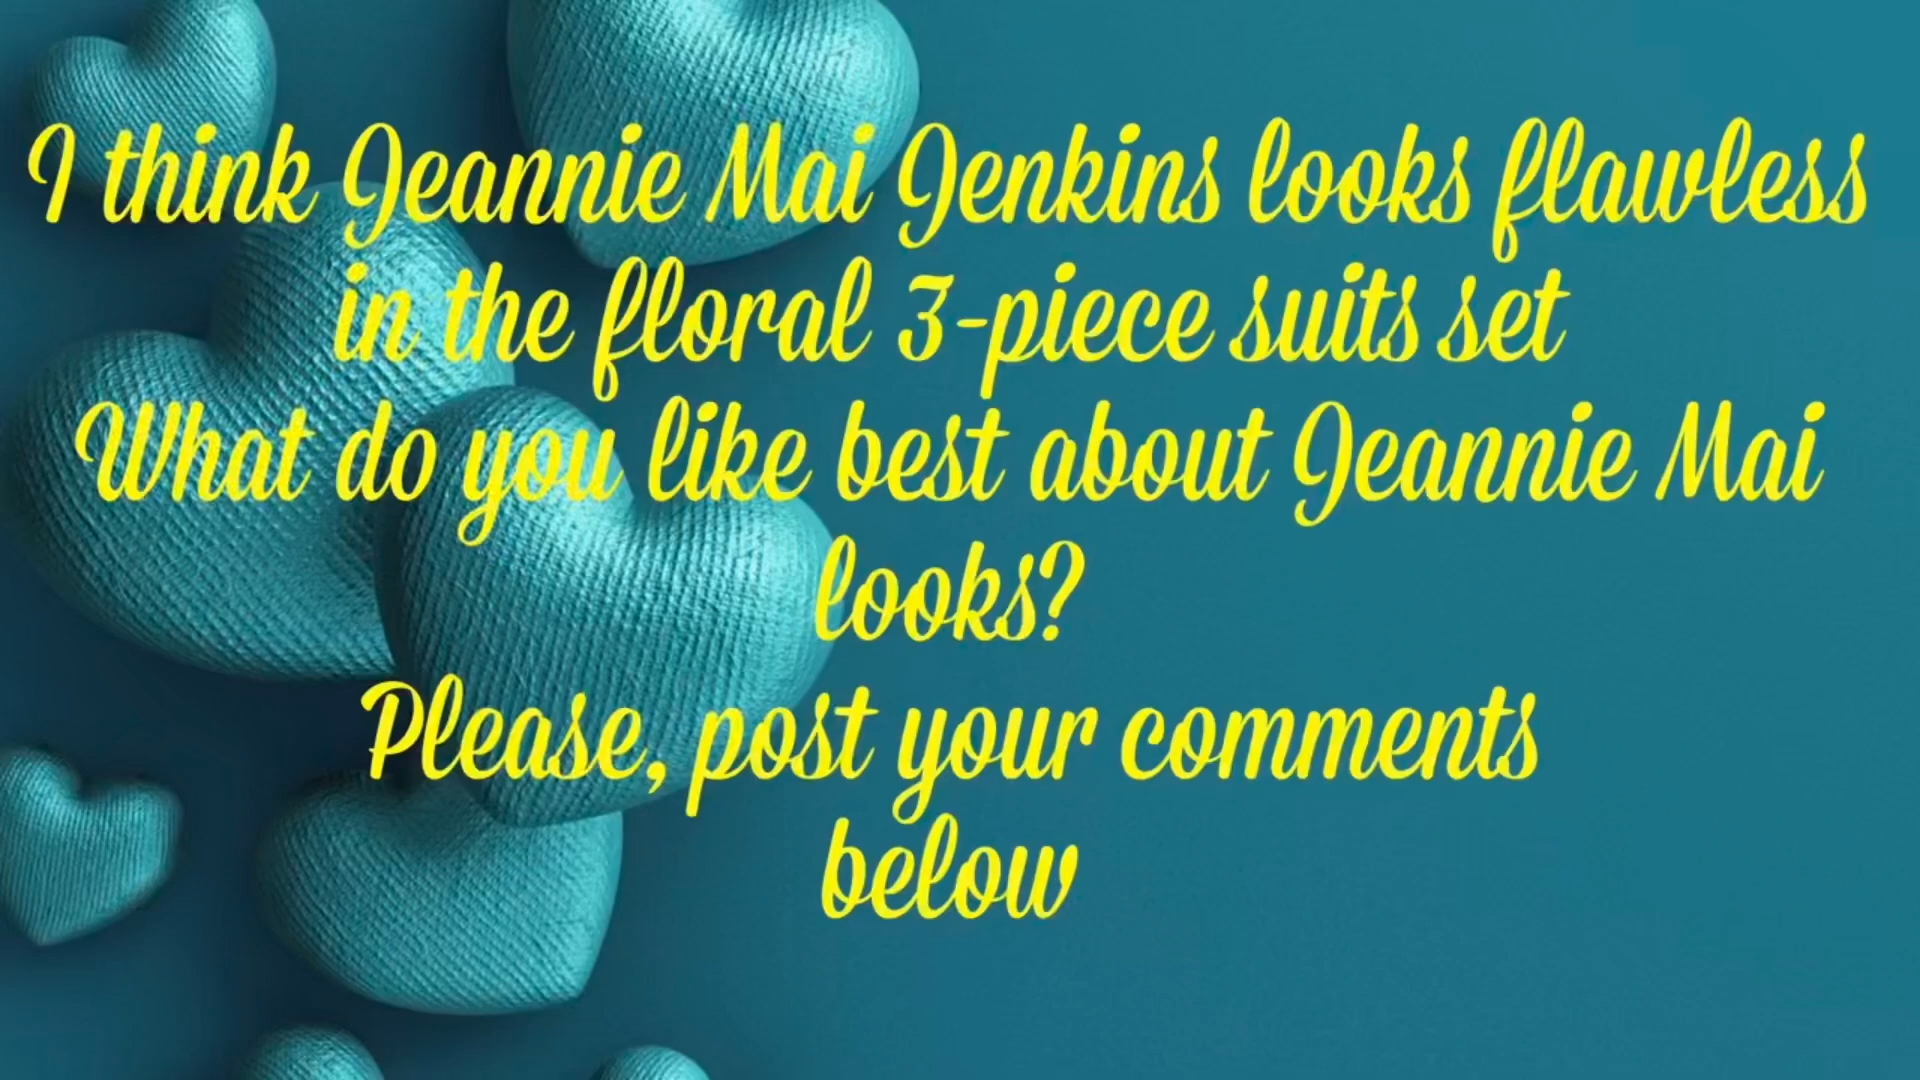 I think Jeannie Mai Jenkins looks flawless
in the floral 3-piece suits set
What do you like best about Jeannie Mai
looks?
Please, post your comments
below